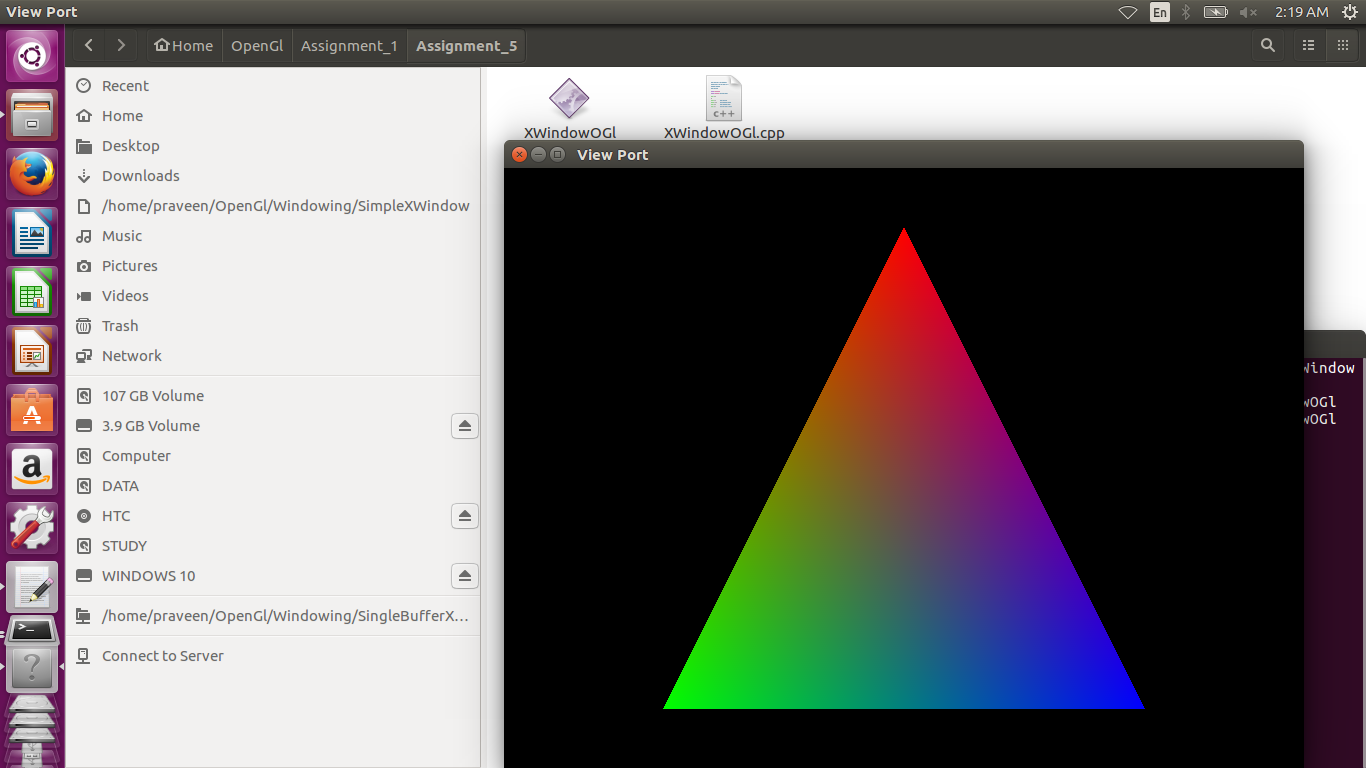 View Port
En
2:19 AM
Home
OpenGl
Assignment_1
Assignment_5
Recent
Home
Desktop
Downloads
/home/praveen/OpenGl/Windowing/SimpleXWindow
Music
Pictures
Videos
Trash
Network
107 GB Volume
3.9 GB Volume
Computer
DATA
HTC
STUDY
WINDOWS 10
/home/praveen/OpenGl/Windowing/SingleBufferX...
Connect to Server
c++
XWindowOGl
XWindowOGl.cpp
View Port
Window
wOGl
wOGl